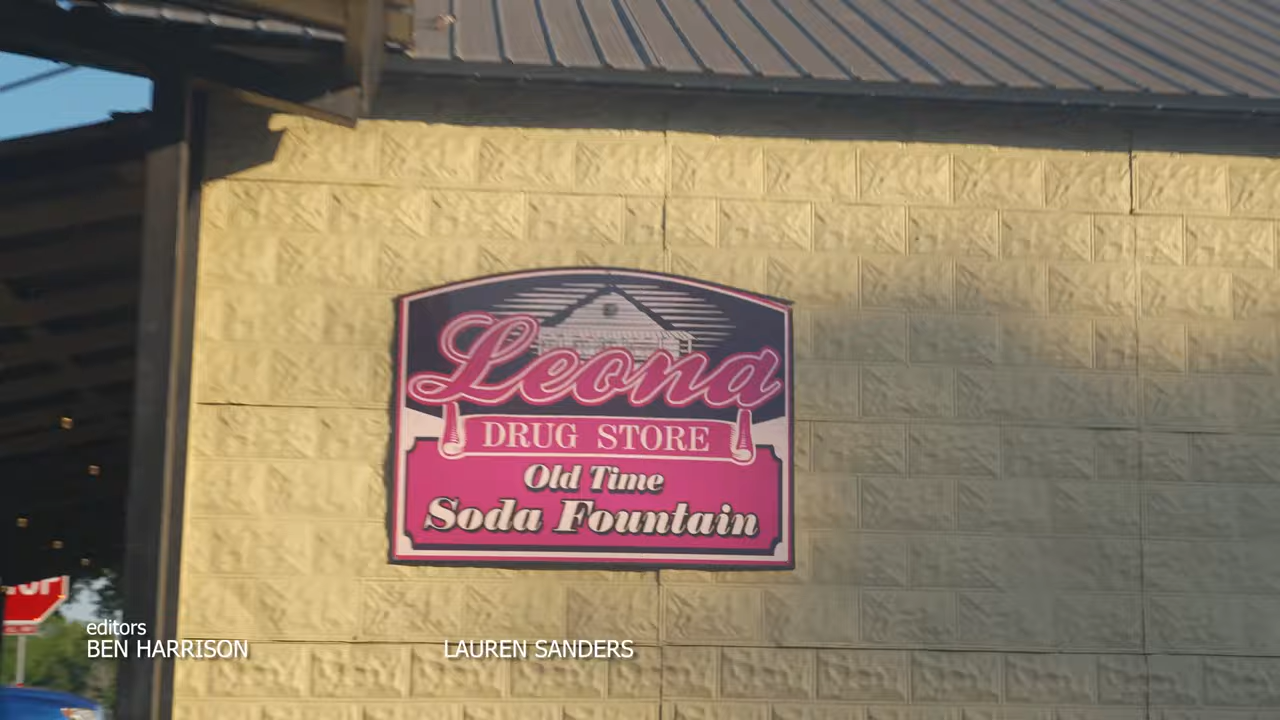 Leona
DRUG STORE
Old Time
Soda Fountain
editors
BEN HARRISON
LAUREN SANDERS